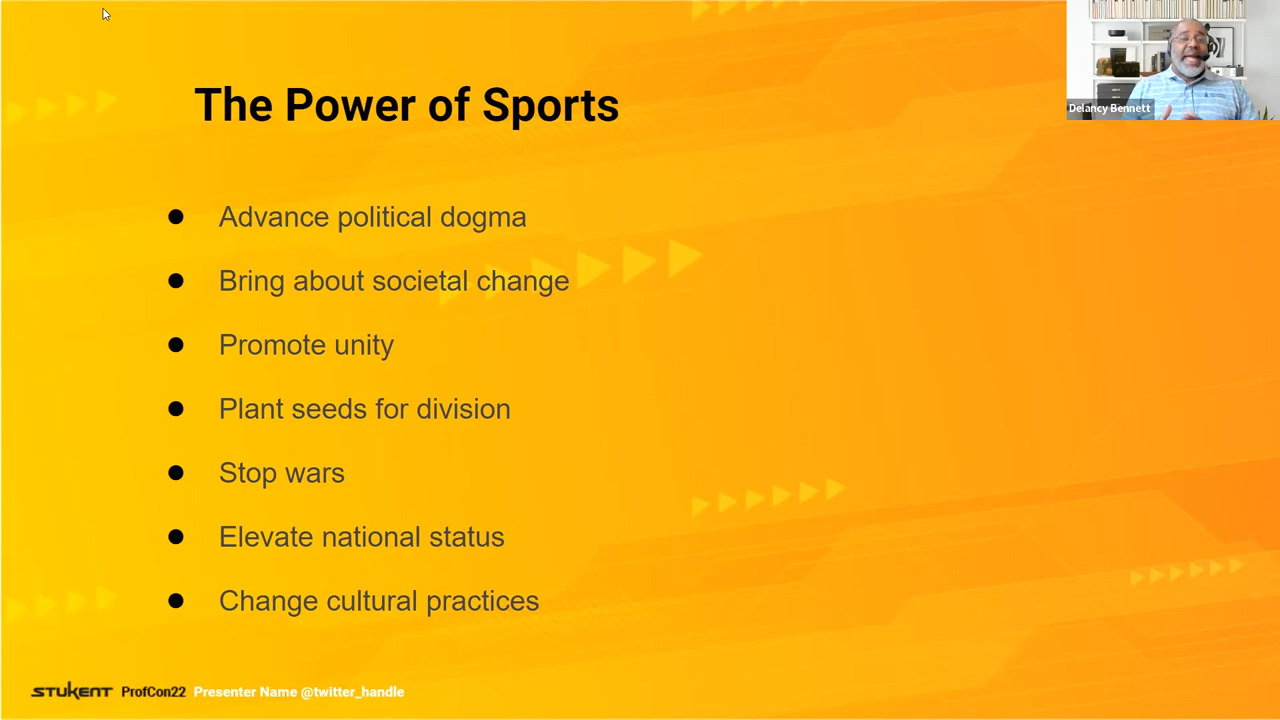 The Power of Sports
Delancy Bennett
● Advance political dogma
● Bring about societal change
● Promote unity
● Plant seeds for division
● Stop wars
● Elevate national status
● Change cultural practices
STUKENT ProfCon22 Presenter Name @twitter_handle